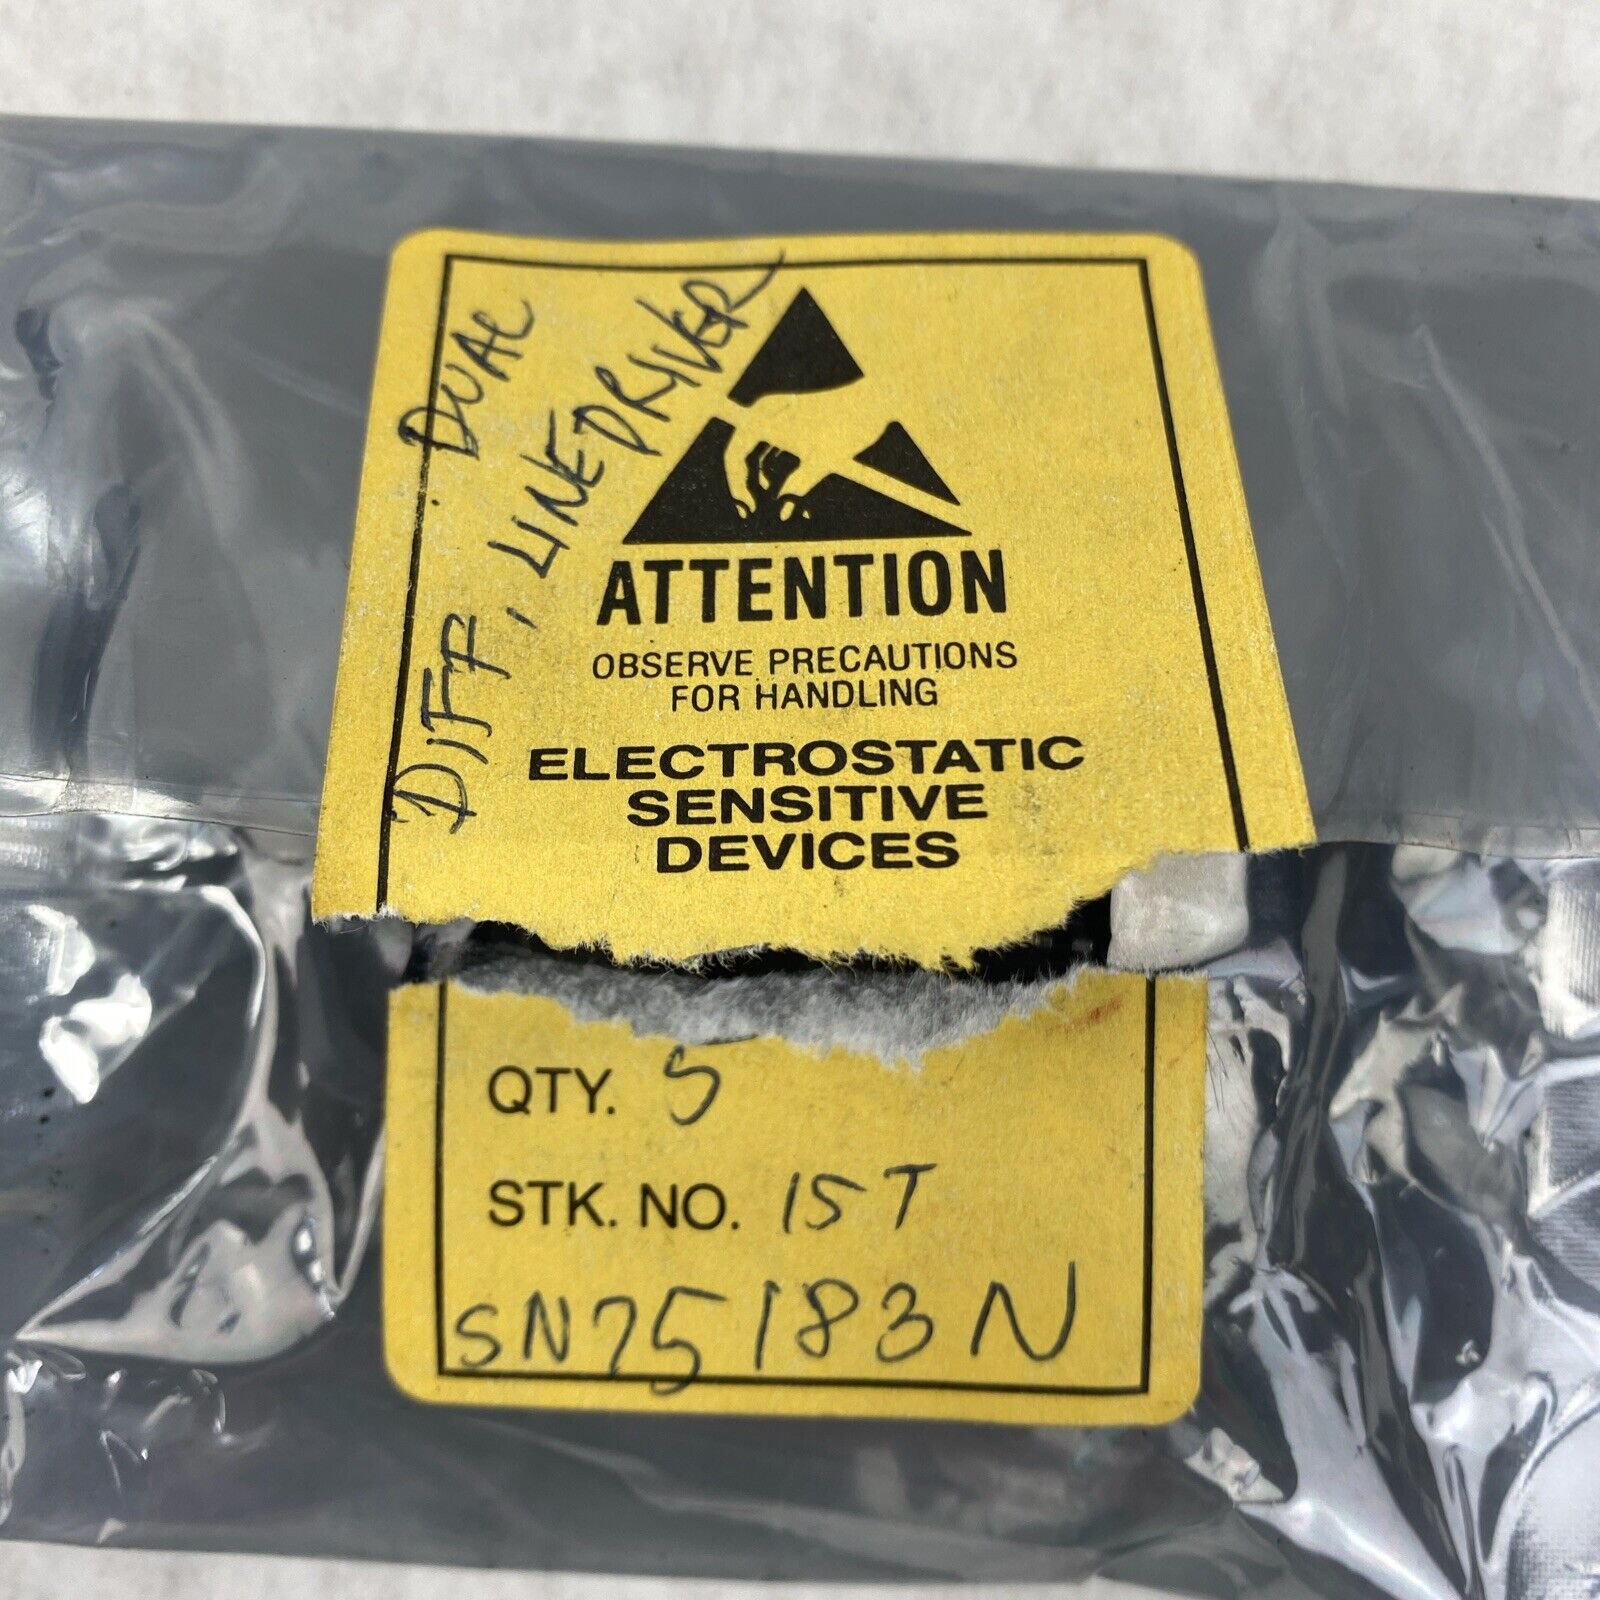 DUAL
DIFF, LINE DRIVER
ATTENTION
OBSERVE PRECAUTIONS
FOR HANDLING
ELECTROSTATIC
SENSITIVE
DEVICES
QTY. 5
STK. NO. 15T
SN75183N